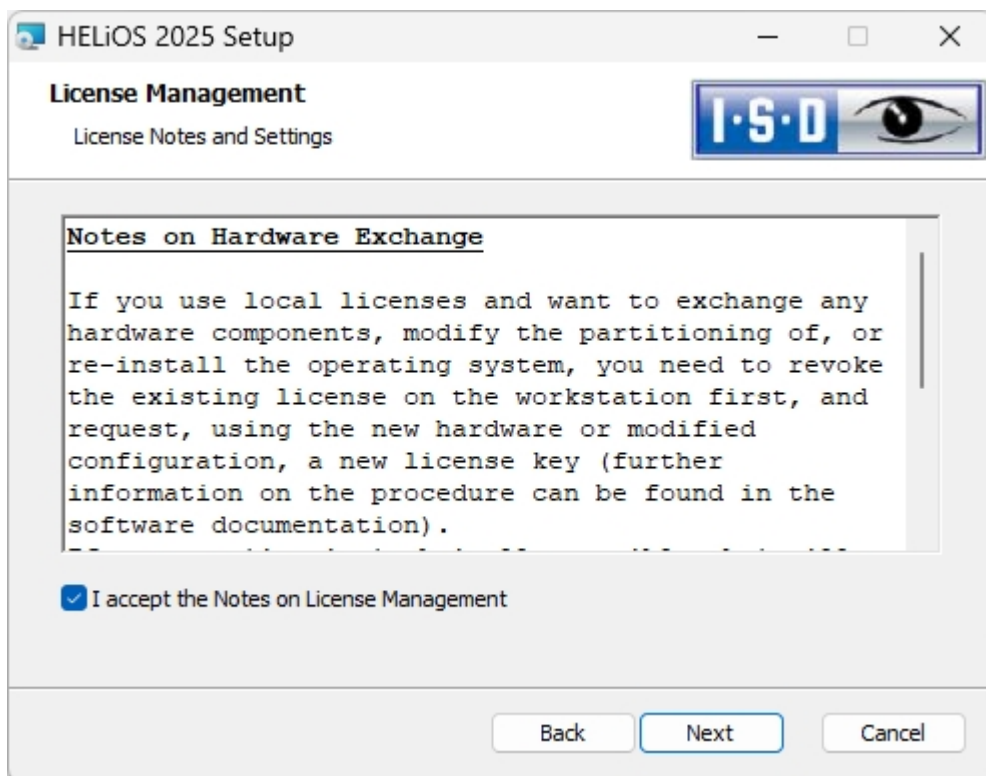 HELiOS 2025 Setup
License Management
License Notes and Settings
I·S·D
Notes on Hardware Exchange
If you use local licenses and want to exchange any
hardware components, modify the partitioning of, or
re-install the operating system, you need to revoke
the existing license on the workstation first, and
request, using the new hardware or modified
configuration, a new license key (further
information on the procedure can be found in the
software documentation).
I accept the Notes on License Management
Back
Next
Cancel